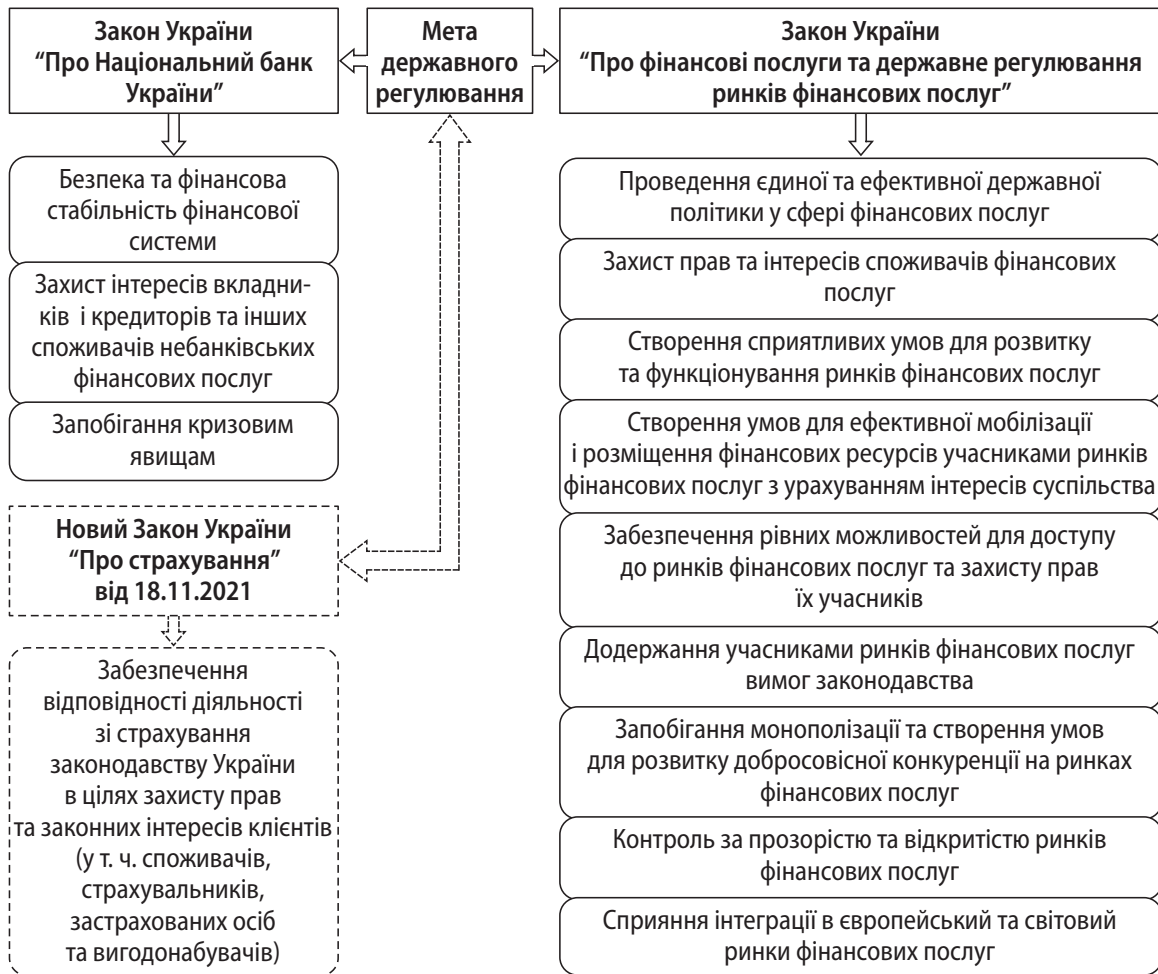 Закон України
“Про Національний банк
України”
Мета
державного
регулювання
Закон України
“Про фінансові послуги та державне регулювання
ринків фінансових послуг”
Безпека та фінансова
стабільність фінансової
системи
Захист інтересів вкладни-
ків і кредиторів та інших
споживачів небанківських
фінансових послуг
Запобігання кризовим
явищам
Новий Закон України
“Про страхування”
від 18.11.2021
Забезпечення
відповідності діяльності
зі страхування
законодавству України
в цілях захисту прав
та законних інтересів клієнтів
(у т. ч. споживачів,
страхувальників,
застрахованих осіб
та вигодонабувачів)
Проведення єдиної та ефективної державної
політики у сфері фінансових послуг
Захист прав та інтересів споживачів фінансових
послуг
Створення сприятливих умов для розвитку
та функціонування ринків фінансових послуг
Створення умов для ефективної мобілізації
і розміщення фінансових ресурсів учасниками ринків
фінансових послуг з урахуванням інтересів суспільства
Забезпечення рівних можливостей для доступу
до ринків фінансових послуг та захисту прав
їх учасників
Додержання учасниками ринків фінансових послуг
вимог законодавства
Запобігання монополізації та створення умов
для розвитку добросовісної конкуренції на ринках
фінансових послуг
Контроль за прозорістю та відкритістю ринків
фінансових послуг
Сприяння інтеграції в європейський та світовий
ринки фінансових послуг